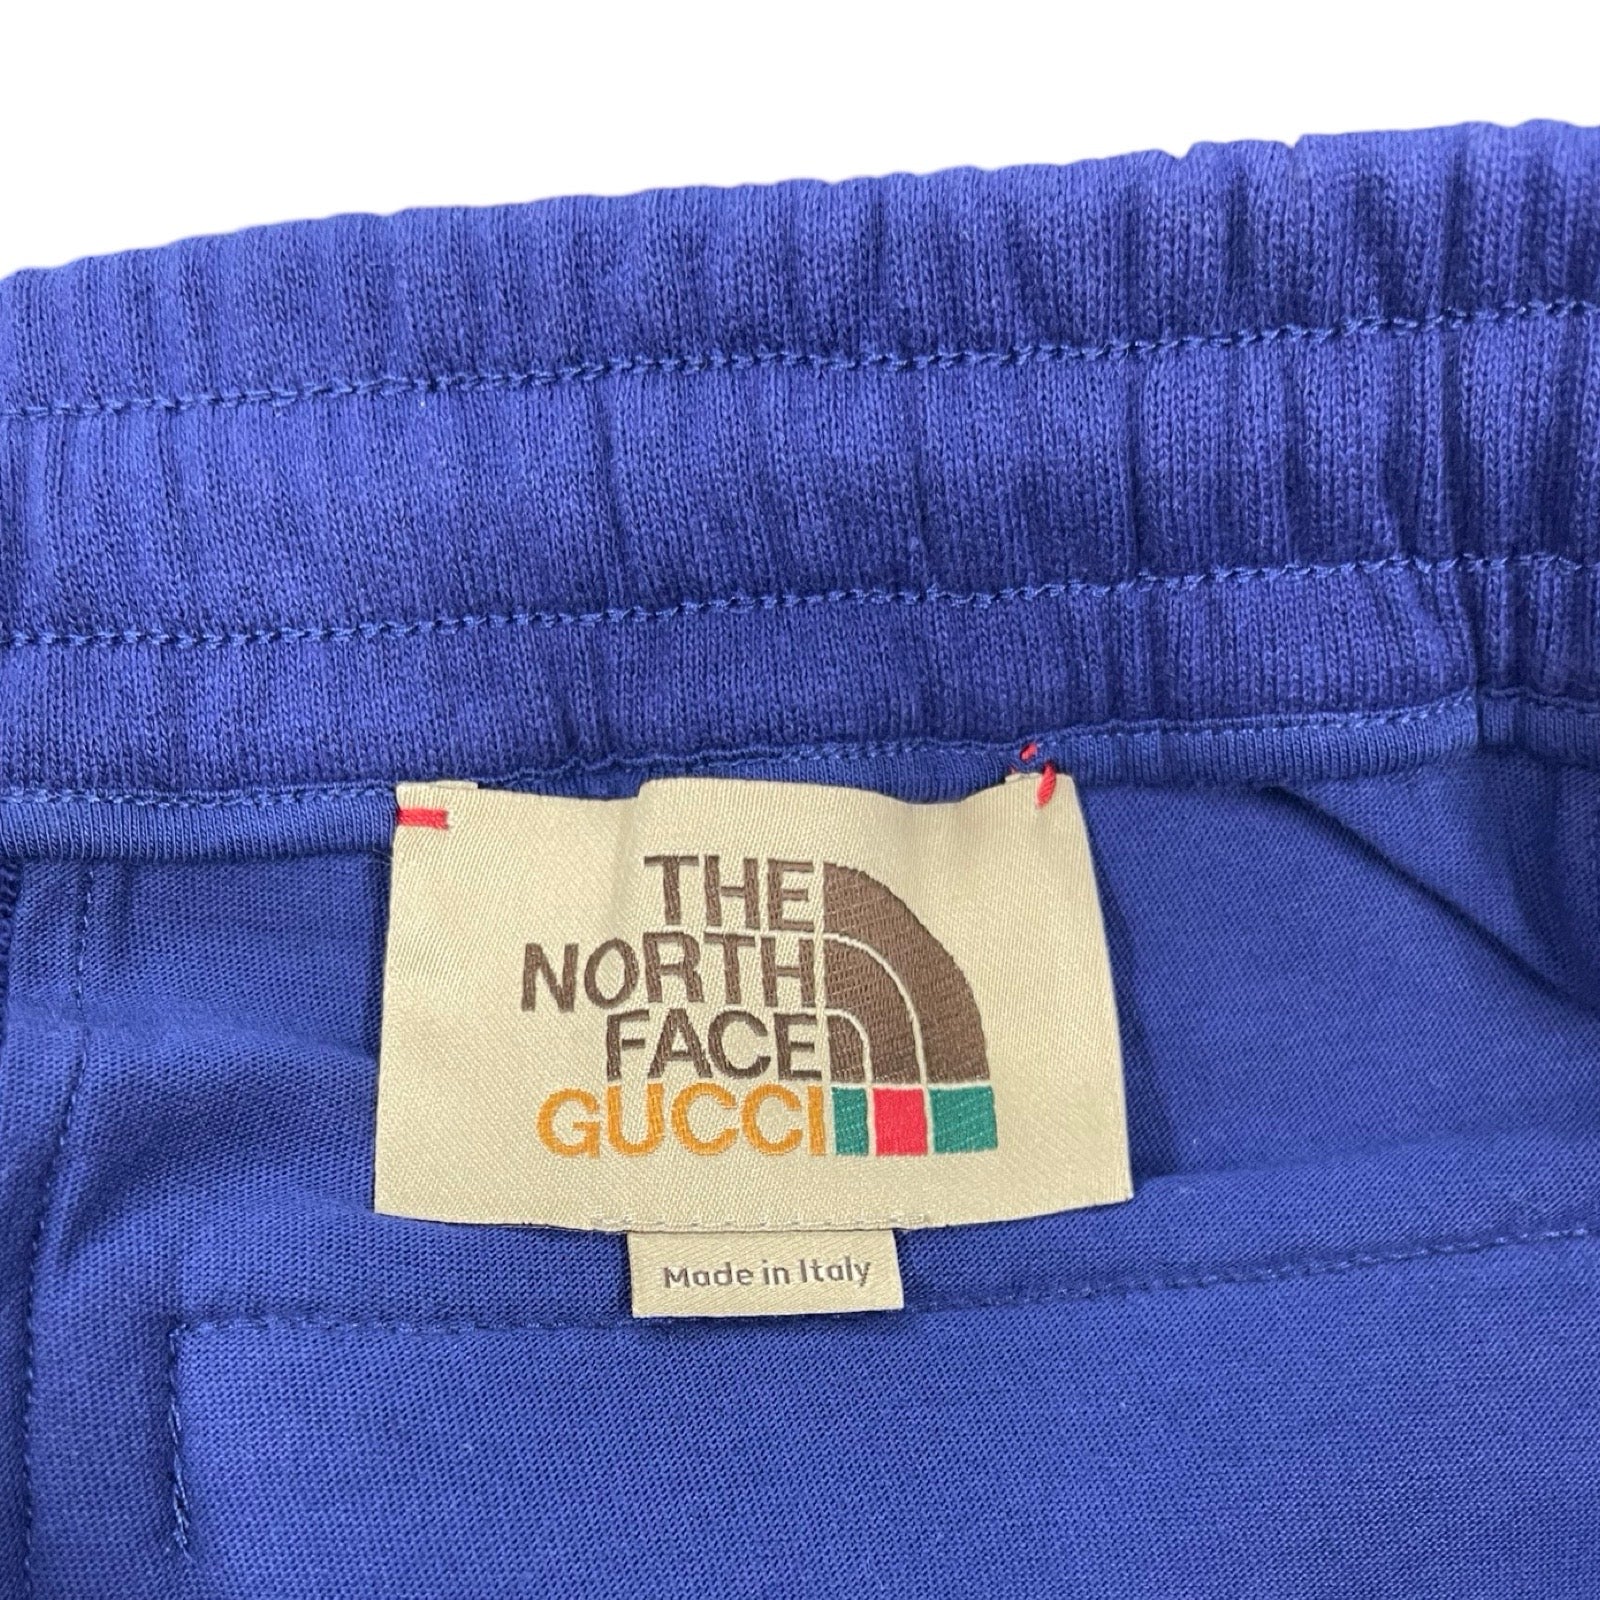 THE
NORTH
FACE
GUCCI
Made in Italy